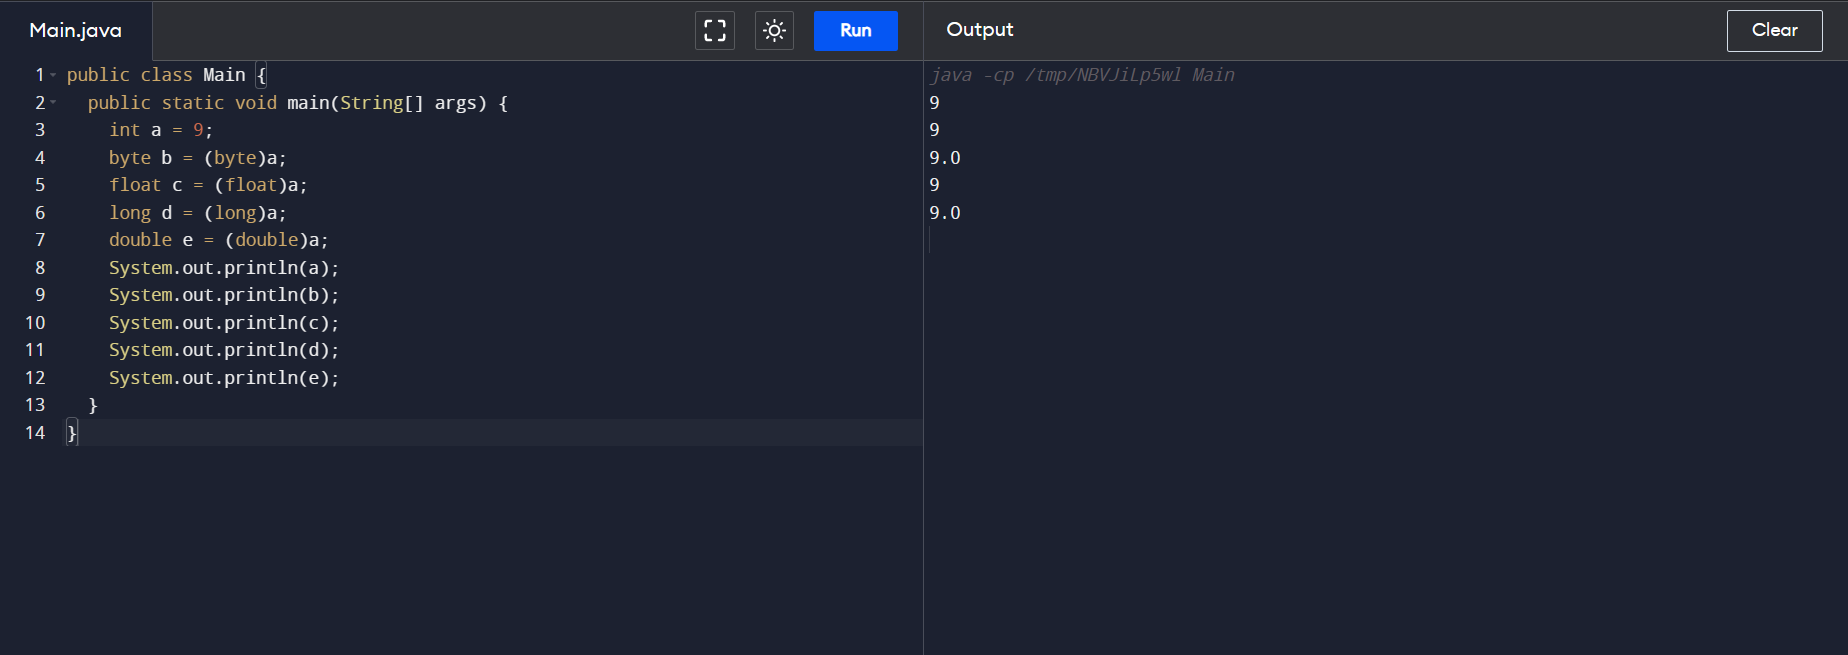 Main.java
Run
1 public class Main {
2 public static void main(String[] args) {
3 int a = 9;
4 byte b = (byte)a;
5 float c = (float)a;
6 long d = (long)a;
7 double e = (double)a;
8 System.out.println(a);
9 System.out.println(b);
10 System.out.println(c);
11 System.out.println(d);
12 System.out.println(e);
13 }
14 }
Output
Clear
java -cp /tmp/NBVJiLp5wl Main
9
9
9.0
9
9.0